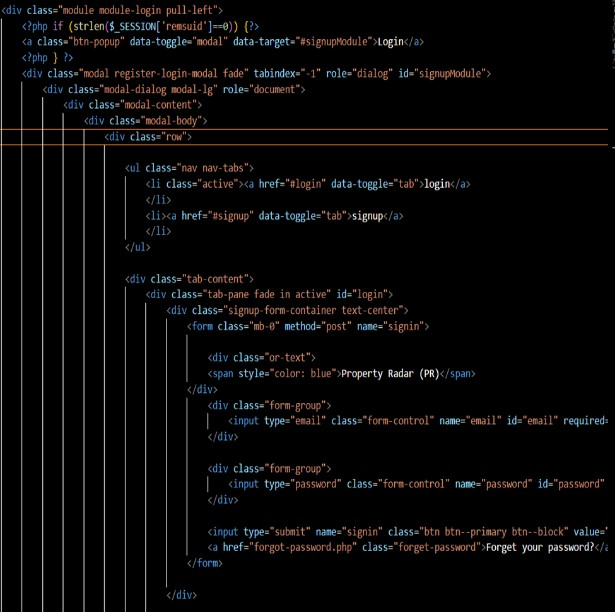 <div class="module module-login pull-left">
<?php if (strlen($_SESSION['remsuid']==0)) {?>
<a class="btn-popup" data-toggle="modal" data-target="#signupModule">Login</a>
<?php } ?>
<div class="modal register-login-modal fade" tabindex="-1" role="dialog" id="signupModule">
<div class="modal-dialog modal-lg" role="document">
<div class="modal-content">
<div class="modal-body">
<div class="row">
<ul class="nav nav-tabs">
<li class="active"><a href="#login" data-toggle="tab">login</a>
</li>
<li><a href="#signup" data-toggle="tab">signup</a>
</li>
</ul>
<div class="tab-content">
<div class="tab-pane fade in active" id="login">
<div class="signup-form-container text-center">
<form class="mb-0" method="post" name="signin">
<div class="or-text">
<span style="color: blue">Property Radar (PR)</span>
</div>
<div class="form-group">
<input type="email" class="form-control" name="email" id="email" required=
</div>
<div class="form-group">
<input type="password" class="form-control" name="password" id="password"
</div>
<input type="submit" name="signin" class="btn btn--primary btn--block" value="
<a href="forgot-password.php" class="forget-password">Forget your password?</a
</form>
</div>